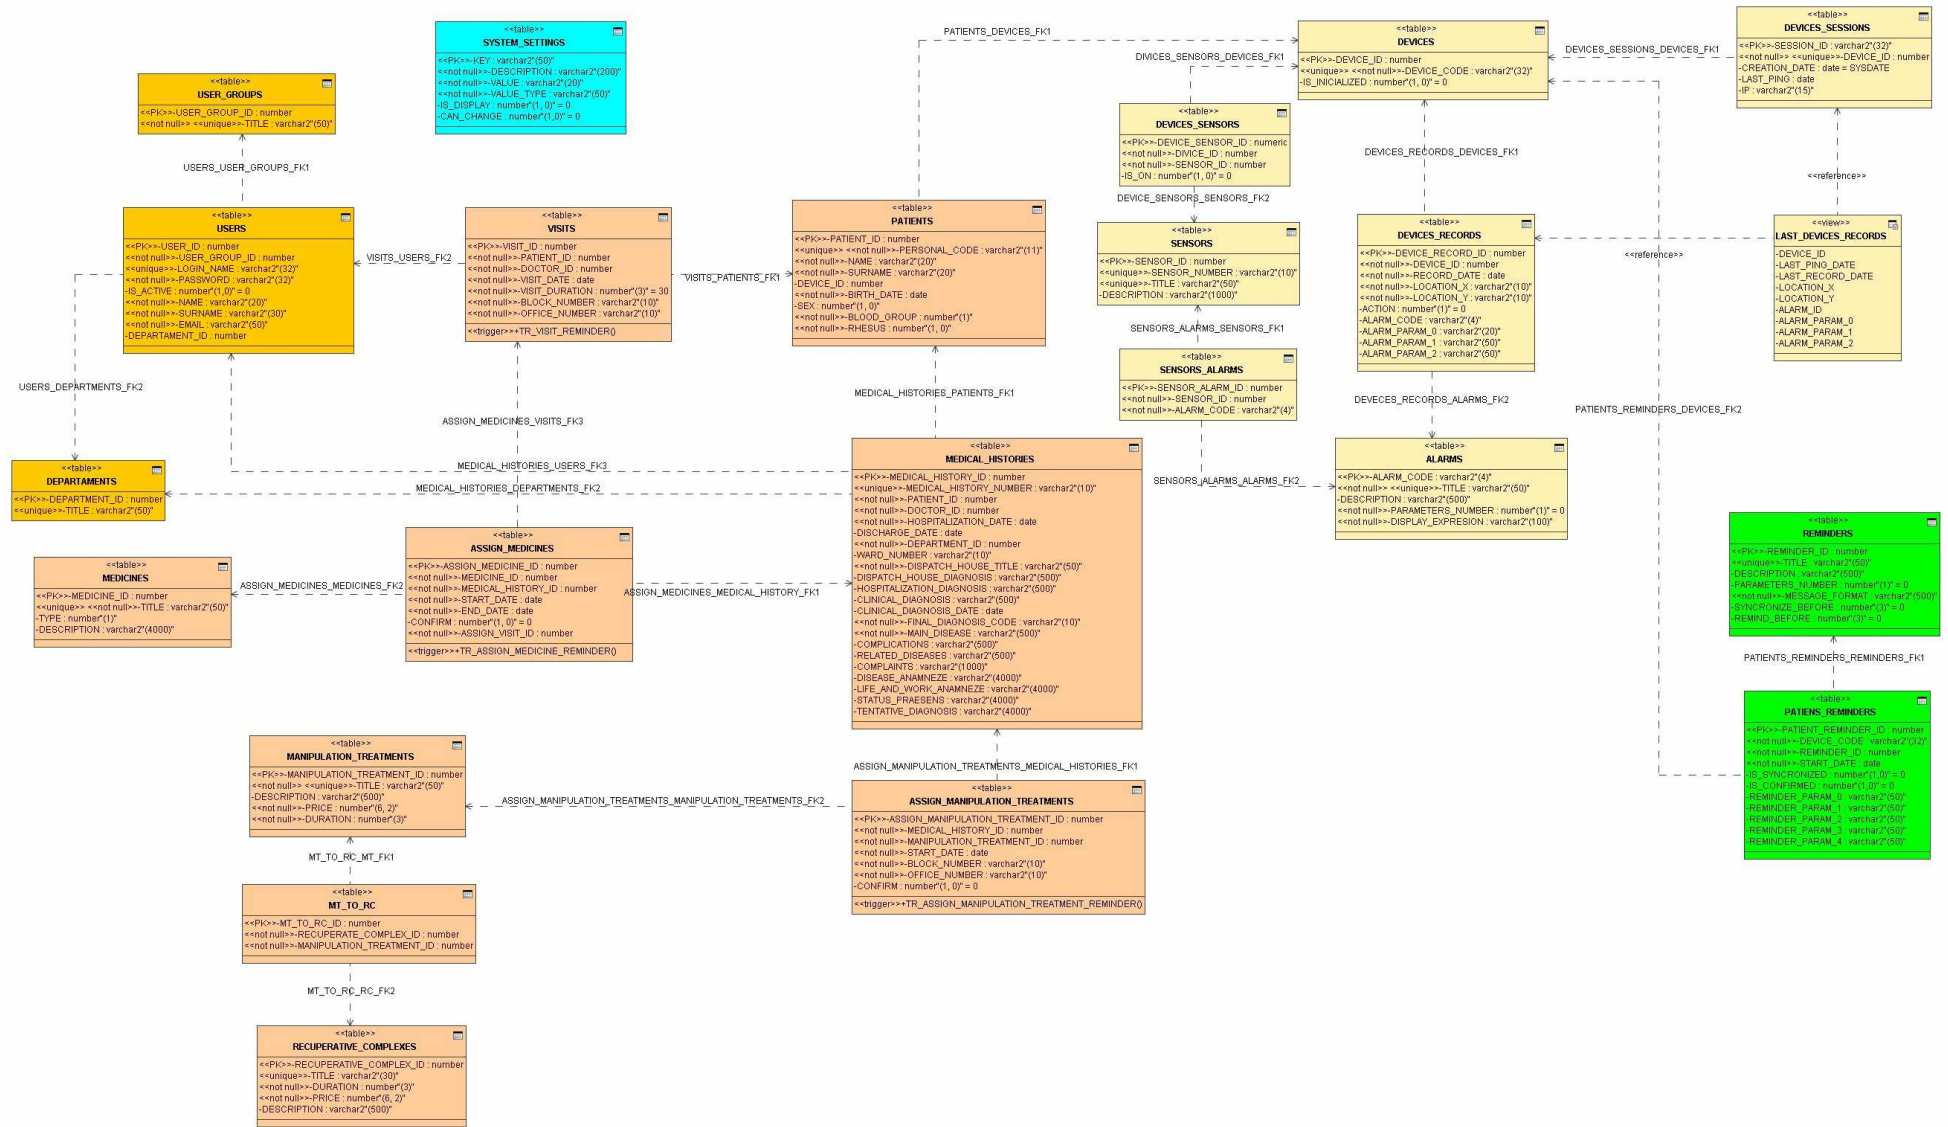 <<table>>
USER_GROUPS
<<PK>>-USER_GROUP_ID : number
<<not null>> <<unique>>-TITLE : varchar2"(50)"
USERS_USER_GROUPS_FK1
<<table>>
SYSTEM_SETTINGS
<<PK>>-KEY : varchar2"(50)"
<<not null>>-DESCRIPTION : varchar2"(200)"
<<not null>>-VALUE : varchar2"(20)"
<<not null>>-VALUE_TYPE : varchar2"(50)"
-IS_DISPLAY : number"(1, 0)" = 0
-CAN_CHANGE : number"(1,0)" = 0
PATIENTS_DEVICES_FK1
DIVICES_SENSORS_DEVICES_FK1
<<table>>
DEVICES
<<PK>>-DEVICE_ID : number
<<unique>> <<not null>>-DEVICE_CODE : varchar2"(32)"
-IS_INICIALIZED : number"(1, 0)" = 0
DEVICES_SESSIONS_DEVICES_FK1
<<table>>
DEVICES_SESSIONS
<<PK>>-SESSION_ID : varchar2"(32)"
<<not null>> <<unique>>-DEVICE_ID : number
-CREATION_DATE : date = SYSDATE
-LAST_PING : date
-IP : varchar2"(15)"
<<table>>
DEVICES_SENSORS
<<PK>>-DEVICE_SENSOR_ID : numeric
<<not null>>-DIVICE_ID : number
<<not null>>-SENSOR_ID : number
-IS_ON : number"(1, 0)" = 0
DEVICE_SENSORS_SENSORS_FK2
DEVICES_RECORDS_DEVICES_FK1
<<reference>>
<<table>>
USERS
<<PK>>-USER_ID : number
<<not null>>-USER_GROUP_ID : number
<<unique>>-LOGIN_NAME : varchar2"(32)"
<<not null>>-PASSWORD : varchar2"(32)"
-IS_ACTIVE : number"(1,0)" = 0
<<not null>>-NAME : varchar2"(20)"
<<not null>>-SURNAME : varchar2"(30)"
<<not null>>-EMAIL : varchar2"(50)"
-DEPARTAMENT_ID : number
VISITS_USERS_FK2
<<table>>
VISITS
<<PK>>-VISIT_ID : number
<<not null>>-PATIENT_ID : number
<<not null>>-DOCTOR_ID : number
<<not null>>-VISIT_DATE : date
<<not null>>-VISIT_DURATION : number"(3)" = 30
<<not null>>-BLOCK_NUMBER : varchar2"(10)"
<<not null>>-OFFICE_NUMBER : varchar2"(10)"
<<trigger>>+TR_VISIT_REMINDER()
VISITS_PATIENTS_FK1
<<table>>
PATIENTS
<<PK>>-PATIENT_ID : number
<<unique>> <<not null>>-PERSONAL_CODE : varchar2"(11)"
<<not null>>-NAME : varchar2"(20)"
<<not null>>-SURNAME : varchar2"(20)"
-DEVICE_ID : number
<<not null>>-BIRTH_DATE : date
-SEX : number"(1, 0)"
<<not null>>-BLOOD_GROUP : number"(1)"
<<not null>>-RHESUS : number"(1, 0)"
<<table>>
SENSORS
<<PK>>-SENSOR_ID : number
<<unique>>-SENSOR_NUMBER : varchar2"(10)"
<<unique>>-TITLE : varchar2"(50)"
-DESCRIPTION : varchar2"(1000)"
SENSORS_ALARMS_SENSORS_FK1
<<table>>
DEVICES_RECORDS
<<PK>>-DEVICE_RECORD_ID : number
<<not null>>-DEVICE_ID : number
<<not null>>-RECORD_DATE : date
<<not null>>-LOCATION_X : varchar2"(10)"
<<not null>>-LOCATION_Y : varchar2"(10)"
-ACTION : number"(1)" = 0
-ALARM_CODE : varchar2"(4)"
-ALARM_PARAM_0 : varchar2"(20)"
-ALARM_PARAM_1 : varchar2"(50)"
-ALARM_PARAM_2 : varchar2"(50)"
<<reference>>
<<view>>
LAST_DEVICES_RECORDS
-DEVICE_ID
-LAST_PING_DATE
-LAST_RECORD_DATE
-LOCATION_X
-LOCATION_Y
-ALARM_ID
-ALARM_PARAM_0
-ALARM_PARAM_1
-ALARM_PARAM_2
USERS_DEPARTMENTS_FK2
ASSIGN_MEDICINES_VISITS_FK3
MEDICAL_HISTORIES_PATIENTS_FK1
<<table>>
SENSORS_ALARMS
<<PK>>-SENSOR_ALARM_ID : number
<<not null>>-SENSOR_ID : number
<<not null>>-ALARM_CODE : varchar2"(4)"
DEVECES_RECORDS_ALARMS_FK2
PATIENTS_REMINDERS_DEVICES_FK2
<<table>>
DEPARTAMENTS
<<PK>>-DEPARTMENT_ID : number
<<unique>>-TITLE : varchar2"(50)"
MEDICAL_HISTORIES_USERS_FK3
MEDICAL_HISTORIES_DEPARTMENTS_FK2
<<table>>
MEDICAL_HISTORIES
<<PK>>-MEDICAL_HISTORY_ID : number
<<unique>>-MEDICAL_HISTORY_NUMBER : varchar2"(10)"
<<not null>>-PATIENT_ID : number
<<not null>>-DOCTOR_ID : number
<<not null>>-HOSPITALIZATION_DATE : date
-DISCHARGE_DATE : date
<<not null>>-DEPARTMENT_ID : number
-WARD_NUMBER : varchar2"(10)"
<<not null>>-DISPATCH_HOUSE_TITLE : varchar2"(50)"
-DISPATCH_HOUSE_DIAGNOSIS : varchar2"(500)"
-HOSPITALIZATION_DIAGNOSIS : varchar2"(500)"
-CLINICAL_DIAGNOSIS : varchar2"(500)"
-CLINICAL_DIAGNOSIS_DATE : date
<<not null>>-FINAL_DIAGNOSIS_CODE : varchar2"(10)"
<<not null>>-MAIN_DISEASE : varchar2"(500)"
-COMPLICATIONS : varchar2"(500)"
-RELATED_DISEASES : varchar2"(500)"
-COMPLAINTS : varchar2"(1000)"
-DISEASE_ANAMNEZE : varchar2"(4000)"
-LIFE_AND_WORK_ANAMNEZE : varchar2"(4000)"
-STATUS_PRAESENS : varchar2"(4000)"
-TENTATIVE_DIAGNOSIS : varchar2"(4000)"
SENSORS_ALARMS_ALARMS_FK2
<<table>>
ALARMS
<<PK>>-ALARM_CODE : varchar2"(4)"
<<not null>> <<unique>>-TITLE : varchar2"(50)"
-DESCRIPTION : varchar2"(500)"
<<not null>>-PARAMETERS_NUMBER : number"(1)" = 0
<<not null>>-DISPLAY_EXPRESION : varchar2"(100)"
<<table>>
MEDICINES
<<PK>>-MEDICINE_ID : number
<<unique>> <<not null>>-TITLE : varchar2"(50)"
-TYPE : number"(1)"
-DESCRIPTION : varchar2"(4000)"
ASSIGN_MEDICINES_MEDICINES_FK2
<<table>>
ASSIGN_MEDICINES
<<PK>>-ASSIGN_MEDICINE_ID : number
<<not null>>-MEDICINE_ID : number
<<not null>>-MEDICAL_HISTORY_ID : number
<<not null>>-START_DATE : date
<<not null>>-END_DATE : date
-CONFIRM : number"(1, 0)" = 0
<<not null>>-ASSIGN_VISIT_ID : number
<<trigger>>+TR_ASSIGN_MEDICINE_REMINDER()
ASSIGN_MEDICINES_MEDICAL_HISTORY_FK1
<<table>>
REMINDERS
<<PK>>-REMINDER_ID : number
<<unique>>-TITLE : varchar2"(50)"
-DESCRIPTION : varchar2"(500)"
-PARAMETERS_NUMBER : number"(1)" = 0
<<not null>>-MESSAGE_FORMAT : varchar2"(500)"
-SYNCRONIZE_BEFORE : number"(3)" = 0
-REMIND_BEFORE : number"(3)" = 0
PATIENTS_REMINDERS_REMINDERS_FK1
<<table>>
PATIENS_REMINDERS
<<PK>>-PATIENT_REMINDER_ID : number
<<not null>>-DEVICE_CODE : varchar2"(32)"
<<not null>>-REMINDER_ID : number
<<not null>>-START_DATE : date
-IS_SYNCRONIZED : number"(1,0)" = 0
-IS_CONFIRMED : number"(1,0)" = 0
-REMINDER_PARAM_0 : varchar2"(50)"
-REMINDER_PARAM_1 : varchar2"(50)"
-REMINDER_PARAM_2 : varchar2"(50)"
-REMINDER_PARAM_3 : varchar2"(50)"
-REMINDER_PARAM_4 : varchar2"(50)"
<<table>>
MANIPULATION_TREATMENTS
<<PK>>-MANIPULATION_TREATMENT_ID : number
<<not null>> <<unique>>-TITLE : varchar2"(50)"
-DESCRIPTION : varchar2"(500)"
<<not null>>-PRICE : number"(6, 2)"
<<not null>>-DURATION : number"(3)"
ASSIGN_MANIPULATION_TREATMENTS_MANIPULATION_TREATMENTS_FK2
ASSIGN_MANIPULATION_TREATMENTS_MEDICAL_HISTORIES_FK1
<<table>>
ASSIGN_MANIPULATION_TREATMENTS
<<PK>>-ASSIGN_MANIPULATION_TREATMENT_ID : number
<<not null>>-MEDICAL_HISTORY_ID : number
<<not null>>-MANIPULATION_TREATMENT_ID : number
<<not null>>-START_DATE : date
<<not null>>-BLOCK_NUMBER : varchar2"(10)"
<<not null>>-OFFICE_NUMBER : varchar2"(10)"
-CONFIRM : number"(1, 0)" = 0
<<trigger>>+TR_ASSIGN_MANIPULATION_TREATMENT_REMINDER()
MT_TO_RC_MT_FK1
<<table>>
MT_TO_RC
<<PK>>-MT_TO_RC_ID : number
<<not null>>-RECUPERATE_COMPLEX_ID : number
<<not null>>-MANIPULATION_TREATMENT_ID : number
MT_TO_RC_RC_FK2
<<table>>
RECUPERATIVE_COMPLEXES
<<PK>>-RECUPERATIVE_COMPLEX_ID : number
<<unique>>-TITLE : varchar2"(30)"
<<not null>>-DURATION : number"(3)"
<<not null>>-PRICE : number"(6, 2)"
-DESCRIPTION : varchar2"(500)"